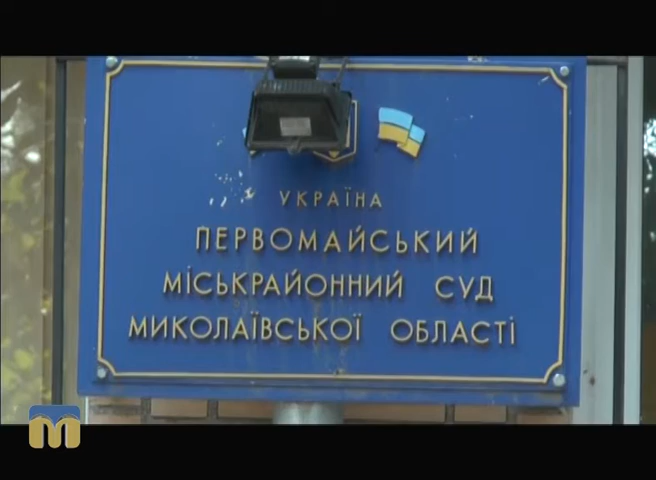 УКРАЇНА
ПЕРВОМАЙСЬКИЙ
МІСЬКРАЙОННИЙ СУД
МИКОЛАЇВСЬКОЇ ОБЛАСТІ
М